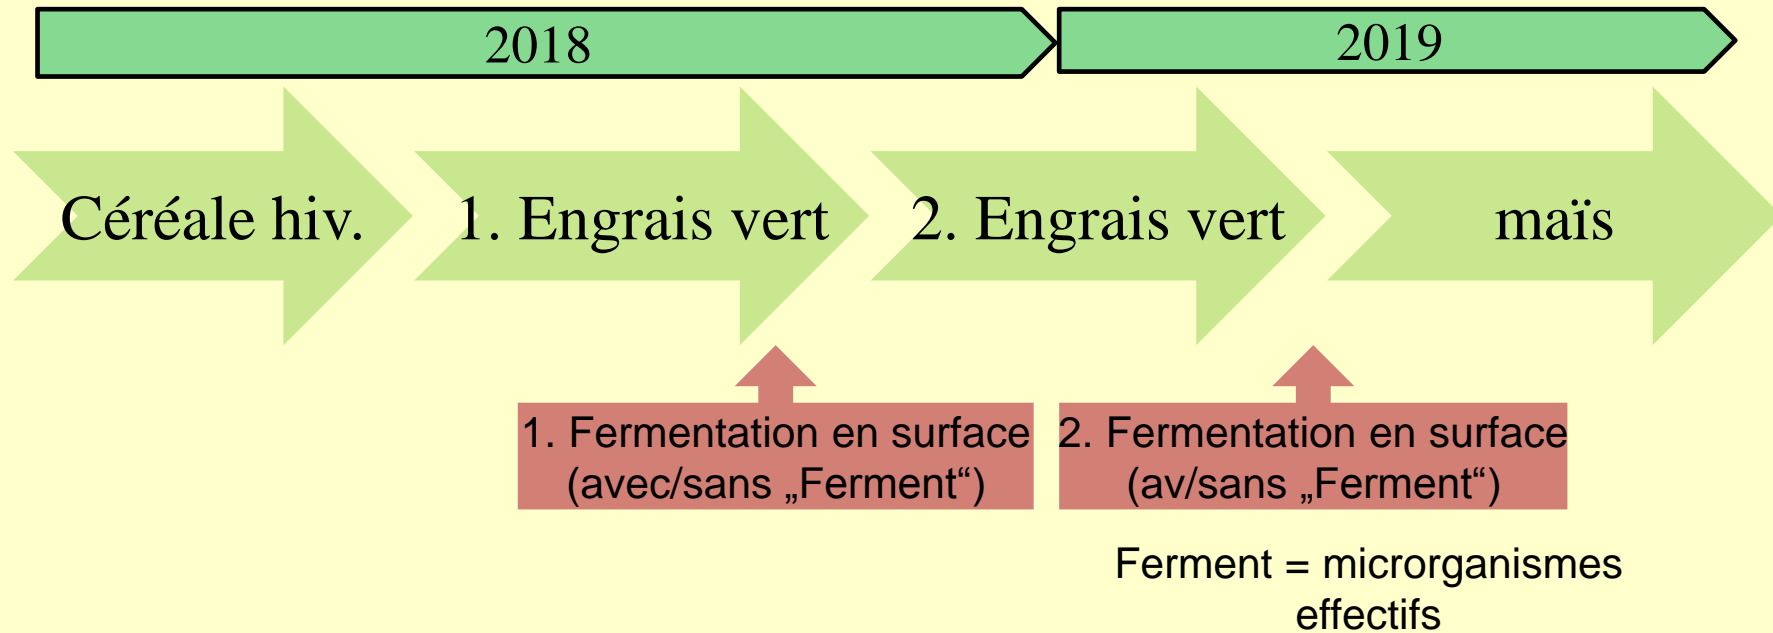 2018
2019
Céréale hiv.
1. Engrais vert
2. Engrais vert
maïs
1. Fermentation en surface
(avec/sans „Ferment“)
2. Fermentation en surface
(av/sans „Ferment“)
Ferment = microrganismes
effectifs